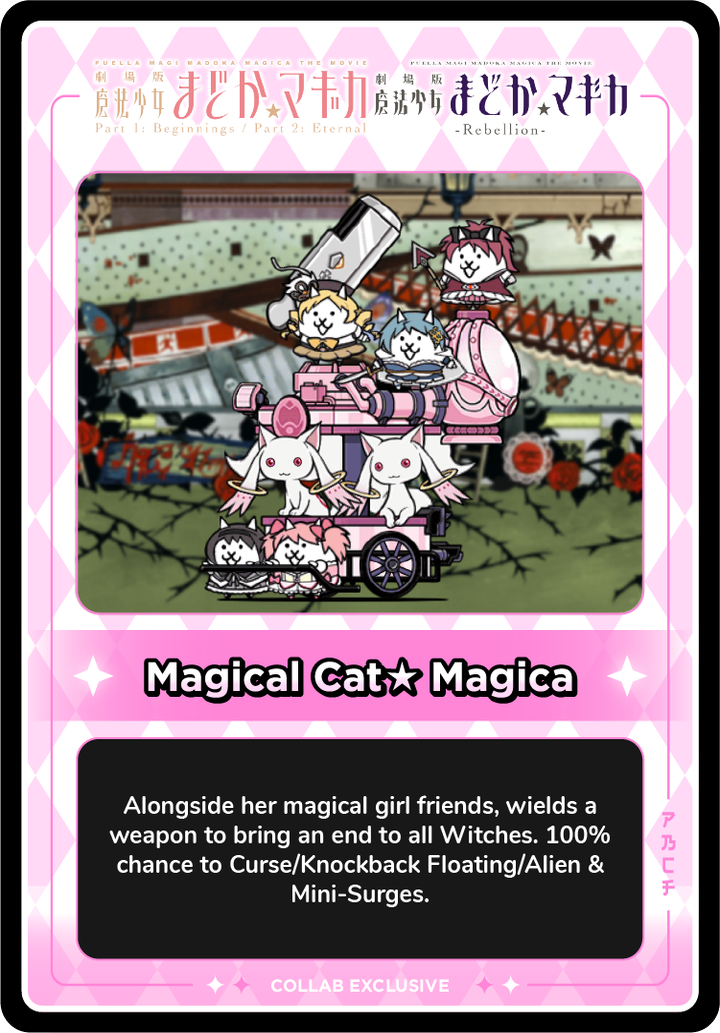 PUELLA MAGI MADOKA MAGICA THE MOVIE
劇場版
魔法少女まどか★マギカ
Part 1: Beginnings / Part 2: Eternal
PUELLA MAGI MADOKA MAGICA THE MOVIE
劇場版
魔法少女まどか★マギカ
-Rebellion-
Magical Cat★ Magica
Alongside her magical girl friends, wields a
weapon to bring an end to all Witches. 100%
chance to Curse/Knockback Floating/Alien &
Mini-Surges.
COLLAB EXCLUSIVE